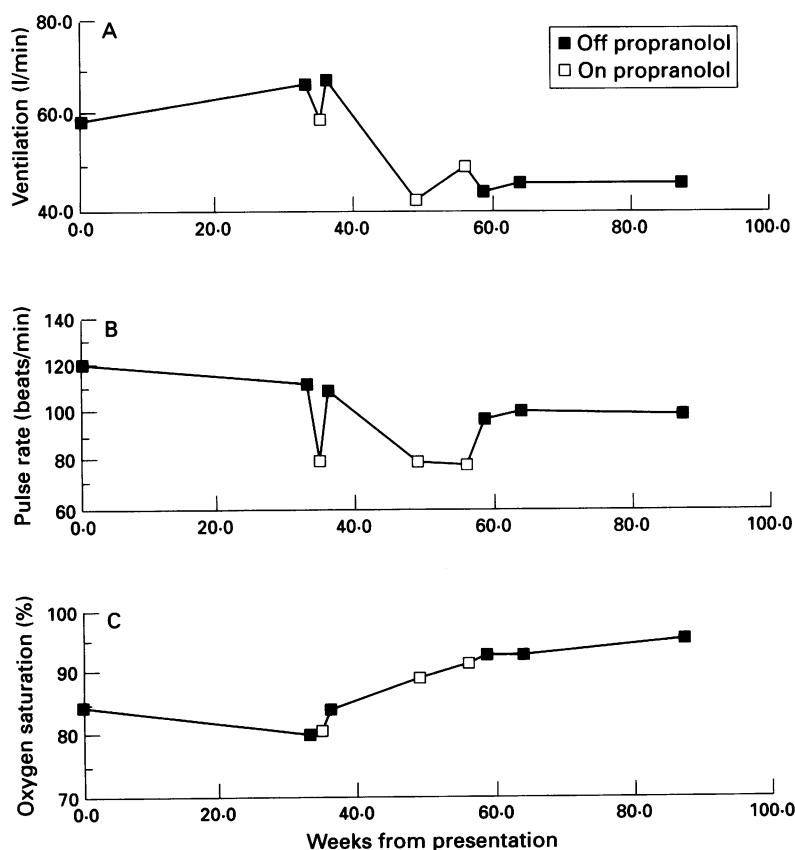 A
Ventilation (l/min)
80·0
60·0
40·0
■ Off propranolol
□ On propranolol
0·0 20·0 40·0 60·0 80·0 100·0
B
Pulse rate (beats/min)
140
120
100
80
60
0·0 20·0 40·0 60·0 80·0 100·0
C
Oxygen saturation (%)
100
90
80
70
0·0 20·0 40·0 60·0 80·0 100·0
Weeks from presentation